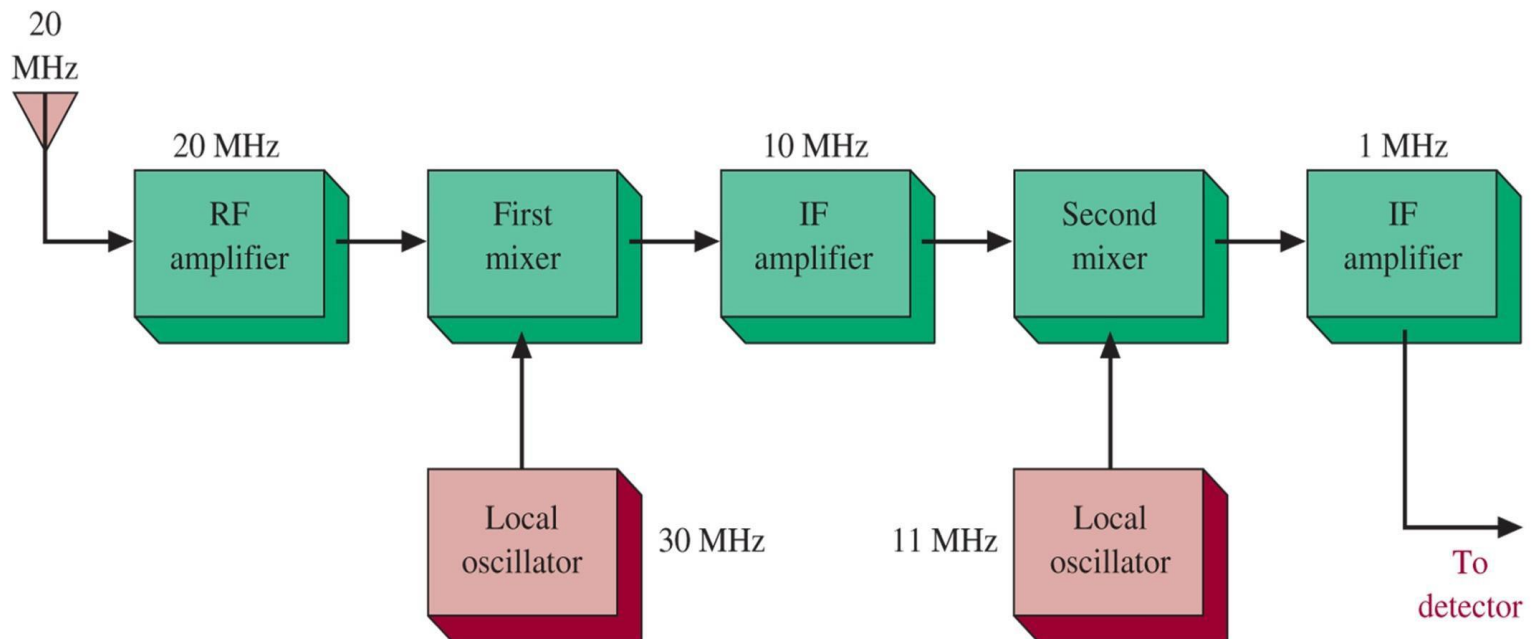 20
MHz
20 MHz
10 MHz
1 MHz
RF
amplifier
First
mixer
IF
amplifier
Second
mixer
IF
amplifier
Local
oscillator
30 MHz
11 MHz
Local
oscillator
To
detector